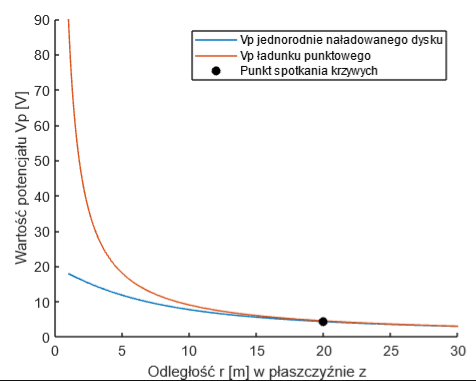 90
80
70
60
50
40
30
20
10
0
Wartość potencjału Vp [V]
Vp jednorodnie naładowanego dysku
Vp ładunku punktowego
Punkt spotkania krzywych
0 5 10 15 20 25 30
Odległość r [m] w płaszczyźnie z